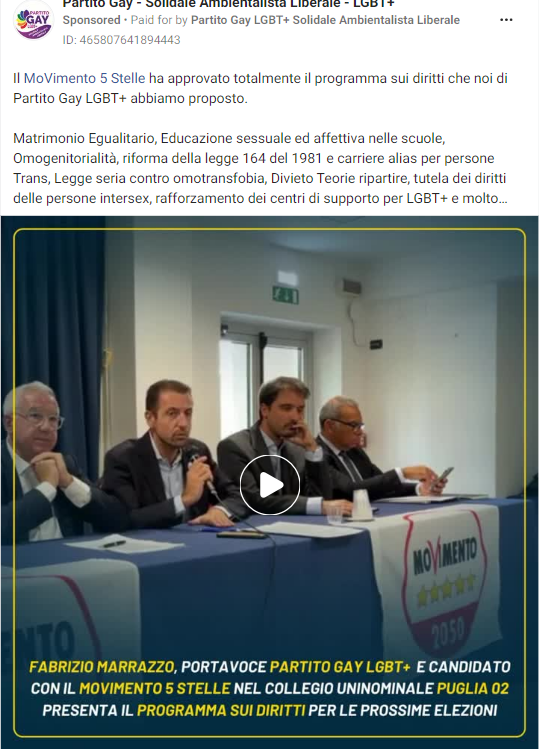 Partito Gay - Solidale Ambientalista Liberale - LGBT+
Sponsored • Paid for by Partito Gay LGBT+ Solidale Ambientalista Liberale
ID: 465807641894443
Il MoVimento 5 Stelle ha approvato totalmente il programma sui diritti che noi di
Partito Gay LGBT+ abbiamo proposto.
Matrimonio Egualitario, Educazione sessuale ed affettiva nelle scuole,
Omogenitorialità, riforma della legge 164 del 1981 e carriere alias per persone
Trans, Legge seria contro omotransfobia, Divieto Teorie ripartire, tutela dei diritti
delle persone intersex, rafforzamento dei centri di supporto per LGBT+ e molto...
PARTITO
GAY
MOVIMENTO
2050
NTO
FABRIZIO MARRAZZO, PORTAVOCE PARTITO GAY LGBT+ E CANDIDATO
CON IL MOVIMENTO 5 STELLE NEL COLLEGIO UNINOMINALE PUGLIA 02
PRESENTA IL PROGRAMMA SUI DIRITTI PER LE PROSSIME ELEZIONI